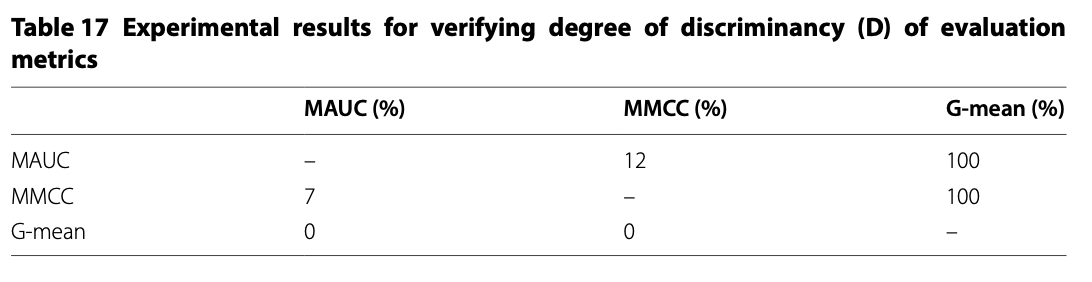 Table 17 Experimental results for verifying degree of discriminancy (D) of evaluation
metrics
MAUC (%) MMCC (%) G-mean (%)
MAUC – 12 100
MMCC 7 – 100
G-mean 0 0 –